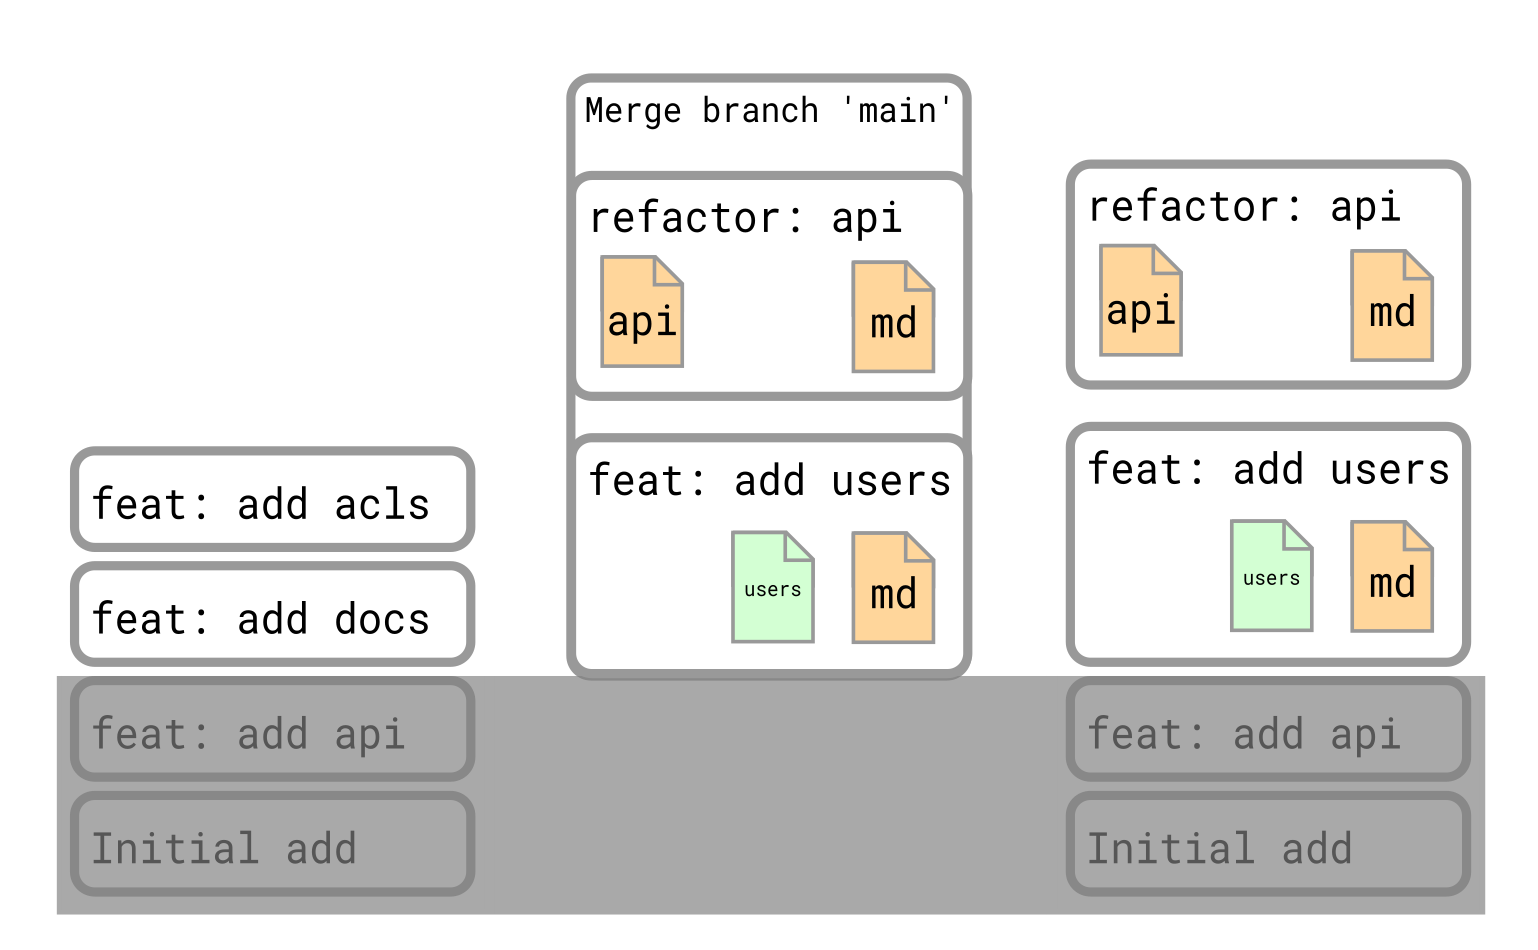 Merge branch 'main'
refactor: api
api
md
feat: add users
users
md
refactor: api
api
md
feat: add users
users
md
feat: add acls
feat: add docs
feat: add api
Initial add
feat: add api
Initial add